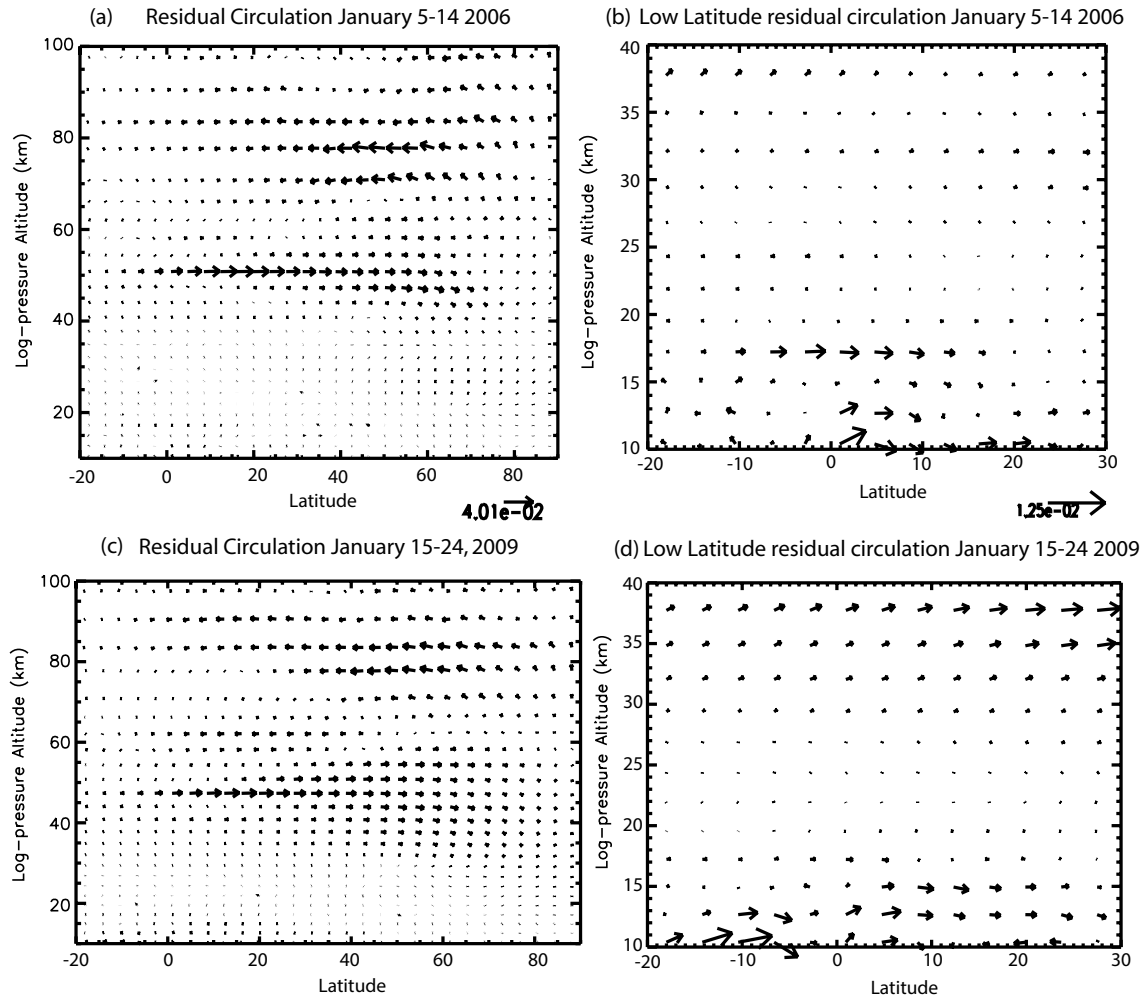 (a) Residual Circulation January 5-14 2006
100
80
60
40
20
-20 0 20 40 60 80
Log-pressure Altitude (km)
Latitude
4.01e-02
(b) Low Latitude residual circulation January 5-14 2006
40
35
30
25
20
15
10
-20 -10 0 10 20 30
Log-pressure Altitude (km)
Latitude
1.25e-02
(c) Residual Circulation January 15-24, 2009
100
80
60
40
20
-20 0 20 40 60 80
Log-pressure Altitude (km)
Latitude
(d) Low Latitude residual circulation January 15-24 2009
40
35
30
25
20
15
10
-20 -10 0 10 20 30
Log-pressure Altitude (km)
Latitude